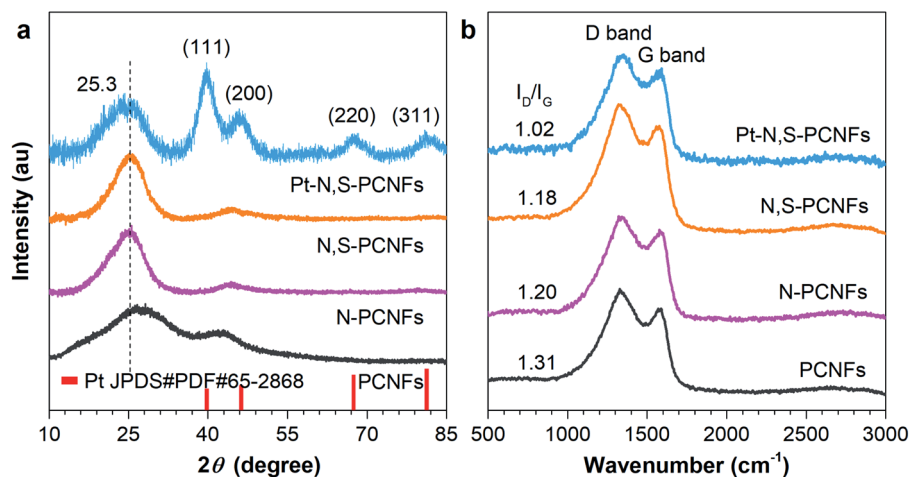 a
(111)
25.3
(200)
(220)
(311)
Pt-N,S-PCNFs
N,S-PCNFs
N-PCNFs
Pt JPDS#PDF#65-2868
PCNFs
10 25 40 55 70 85
2θ (degree)
Intensity (au)
b
D band
G band
I_D/I_G
1.02
Pt-N,S-PCNFs
1.18
N,S-PCNFs
1.20
N-PCNFs
1.31
PCNFs
500 1000 1500 2000 2500 3000
Wavenumber (cm⁻¹)